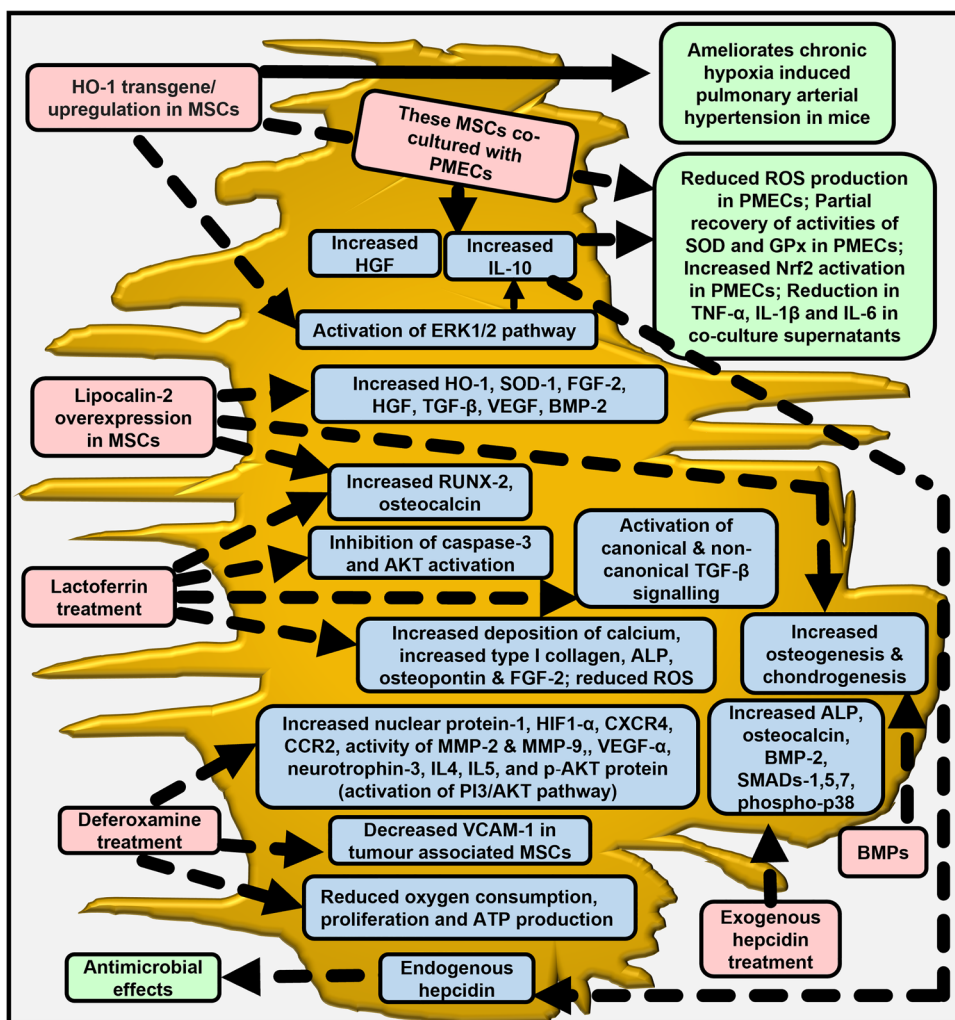 HO-1 transgene/
upregulation in MSCs
Ameliorates chronic
hypoxia induced
pulmonary arterial
hypertension in mice
These MSCs co-
cultured with
PMECs
Reduced ROS production
in PMECs; Partial
recovery of activities of
SOD and GPx in PMECs;
Increased Nrf2 activation
in PMECs; Reduction in
TNF-α, IL-1β and IL-6 in
co-culture supernatants
Increased
HGF
Increased
IL-10
Activation of ERK1/2 pathway
Lipocalin-2
overexpression
in MSCs
Increased HO-1, SOD-1, FGF-2,
HGF, TGF-β, VEGF, BMP-2
Increased RUNX-2,
osteocalcin
Inhibition of caspase-3
and AKT activation
Activation of
canonical & non-
canonical TGF-β
signalling
Lactoferrin
treatment
Increased deposition of calcium,
increased type I collagen, ALP,
osteopontin & FGF-2; reduced ROS
Increased
osteogenesis &
chondrogenesis
Increased nuclear protein-1, HIF1-α, CXCR4,
CCR2, activity of MMP-2 & MMP-9,, VEGF-α,
neurotrophin-3, IL4, IL5, and p-AKT protein
(activation of PI3/AKT pathway)
Increased ALP,
osteocalcin,
BMP-2,
SMADs-1,5,7,
phospho-p38
Deferoxamine
treatment
Decreased VCAM-1 in
tumour associated MSCs
BMPs
Reduced oxygen consumption,
proliferation and ATP production
Exogenous
hepcidin
treatment
Antimicrobial
effects
Endogenous
hepcidin